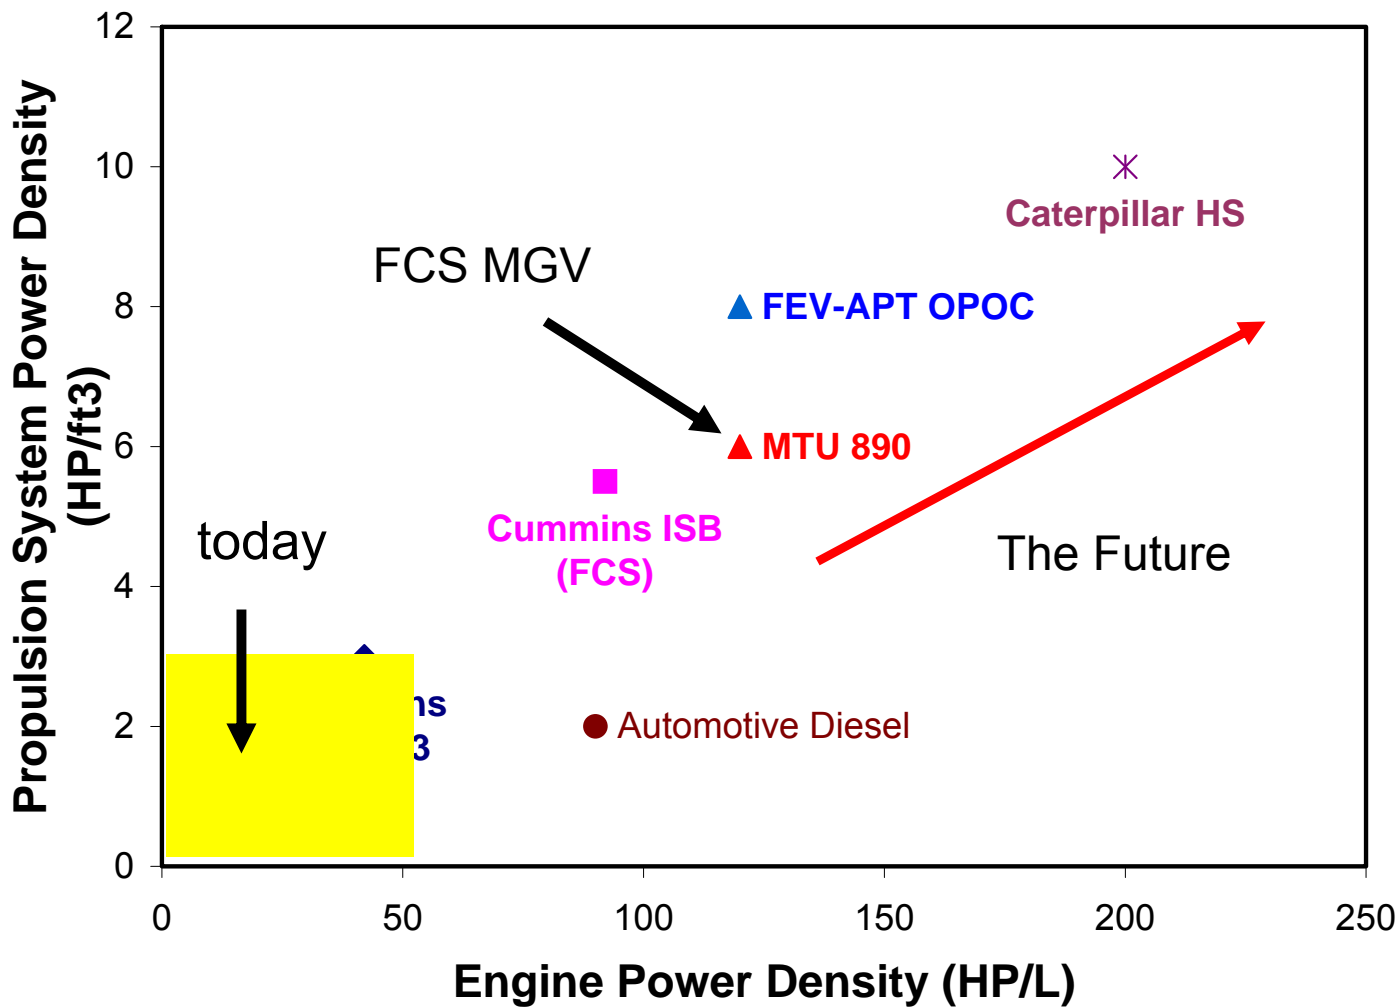 12
10
8
6
4
2
0
Propulsion System Power Density
(HP/ft3)
Caterpillar HS
FCS MGV
FEV-APT OPOC
MTU 890
Cummins ISB
(FCS)
today
The Future
Automotive Diesel
0
50
100
150
200
250
Engine Power Density (HP/L)